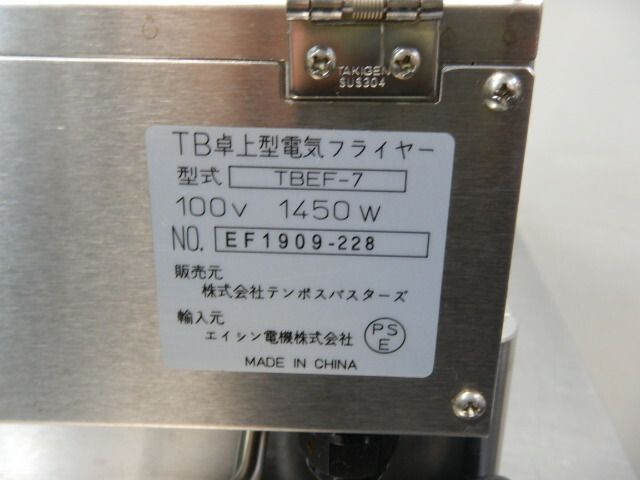 TAKIGEN
SUS304
TB卓上型電気フライヤー
型式 TBEF-7
100V 1450W
NO. EF1909-228
販売元
株式会社テンポスバスターズ
輸入元
エイシン電機株式会社
PS
E
MADE IN CHINA